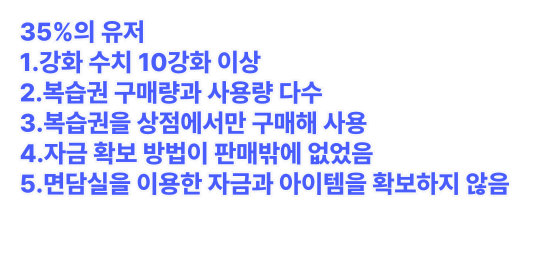 35%의 유저
1.강화 수치 10강화 이상
2.복습권 구매량과 사용량 다수
3.복습권을 상점에서만 구매해 사용
4.자금 확보 방법이 판매밖에 없었음
5.면담실을 이용한 자금과 아이템을 확보하지 않음